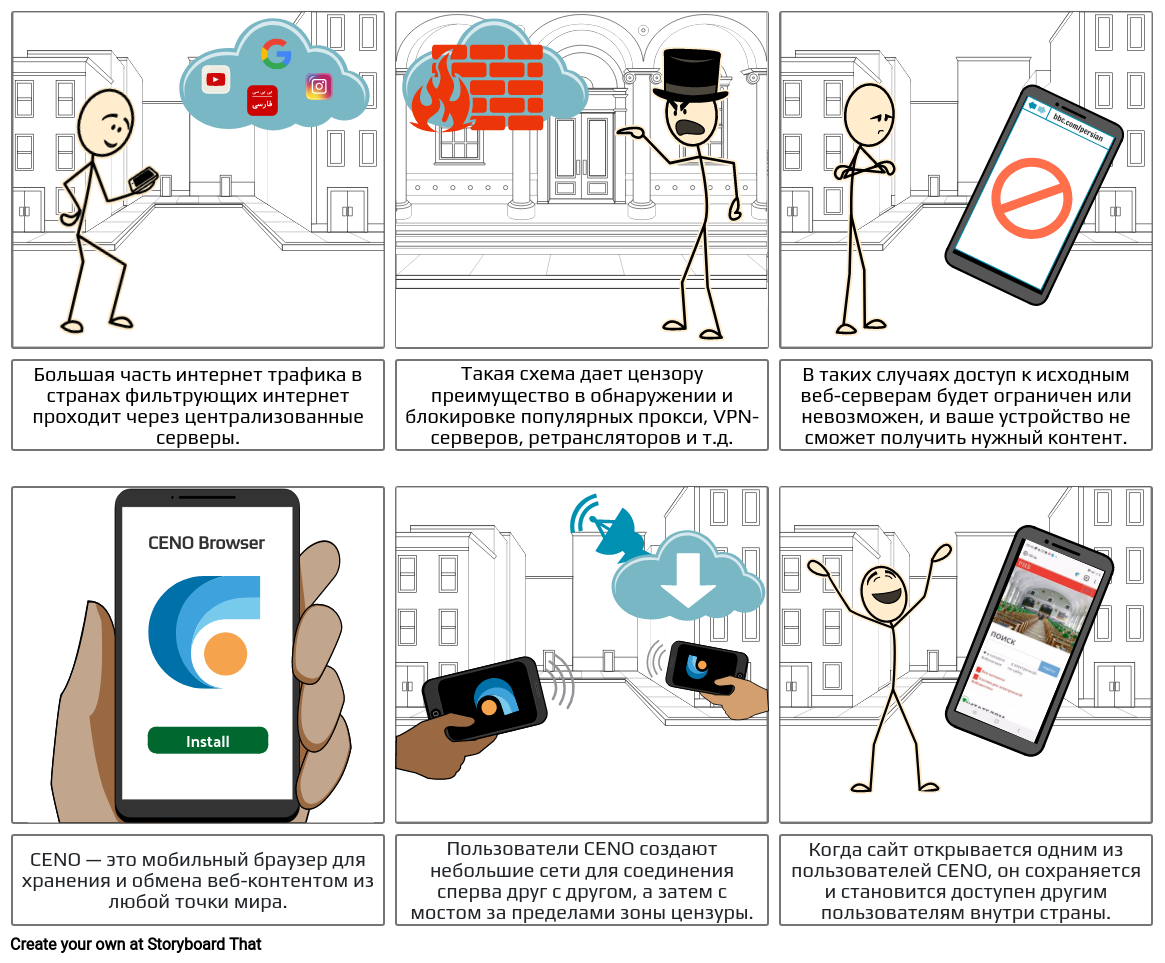 بی بی سی
فارسی
bbc.com/persian
Большая часть интернет трафика в
странах фильтрующих интернет
проходит через централизованные
серверы.
Такая схема дает цензору
преимущество в обнаружении и
блокировке популярных прокси, VPN-
серверов, ретрансляторов и т.д.
В таких случаях доступ к исходным
веб-серверам будет ограничен или
невозможен, и ваше устройство не
сможет получить нужный контент.
CENO Browser
Install
ПОИСК
CENO — это мобильный браузер для
хранения и обмена веб-контентом из
любой точки мира.
Пользователи CENO создают
небольшие сети для соединения
сперва друг с другом, а затем с
мостом за пределами зоны цензуры.
Когда сайт открывается одним из
пользователей CENO, он сохраняется
и становится доступен другим
пользователям внутри страны.
Create your own at Storyboard That